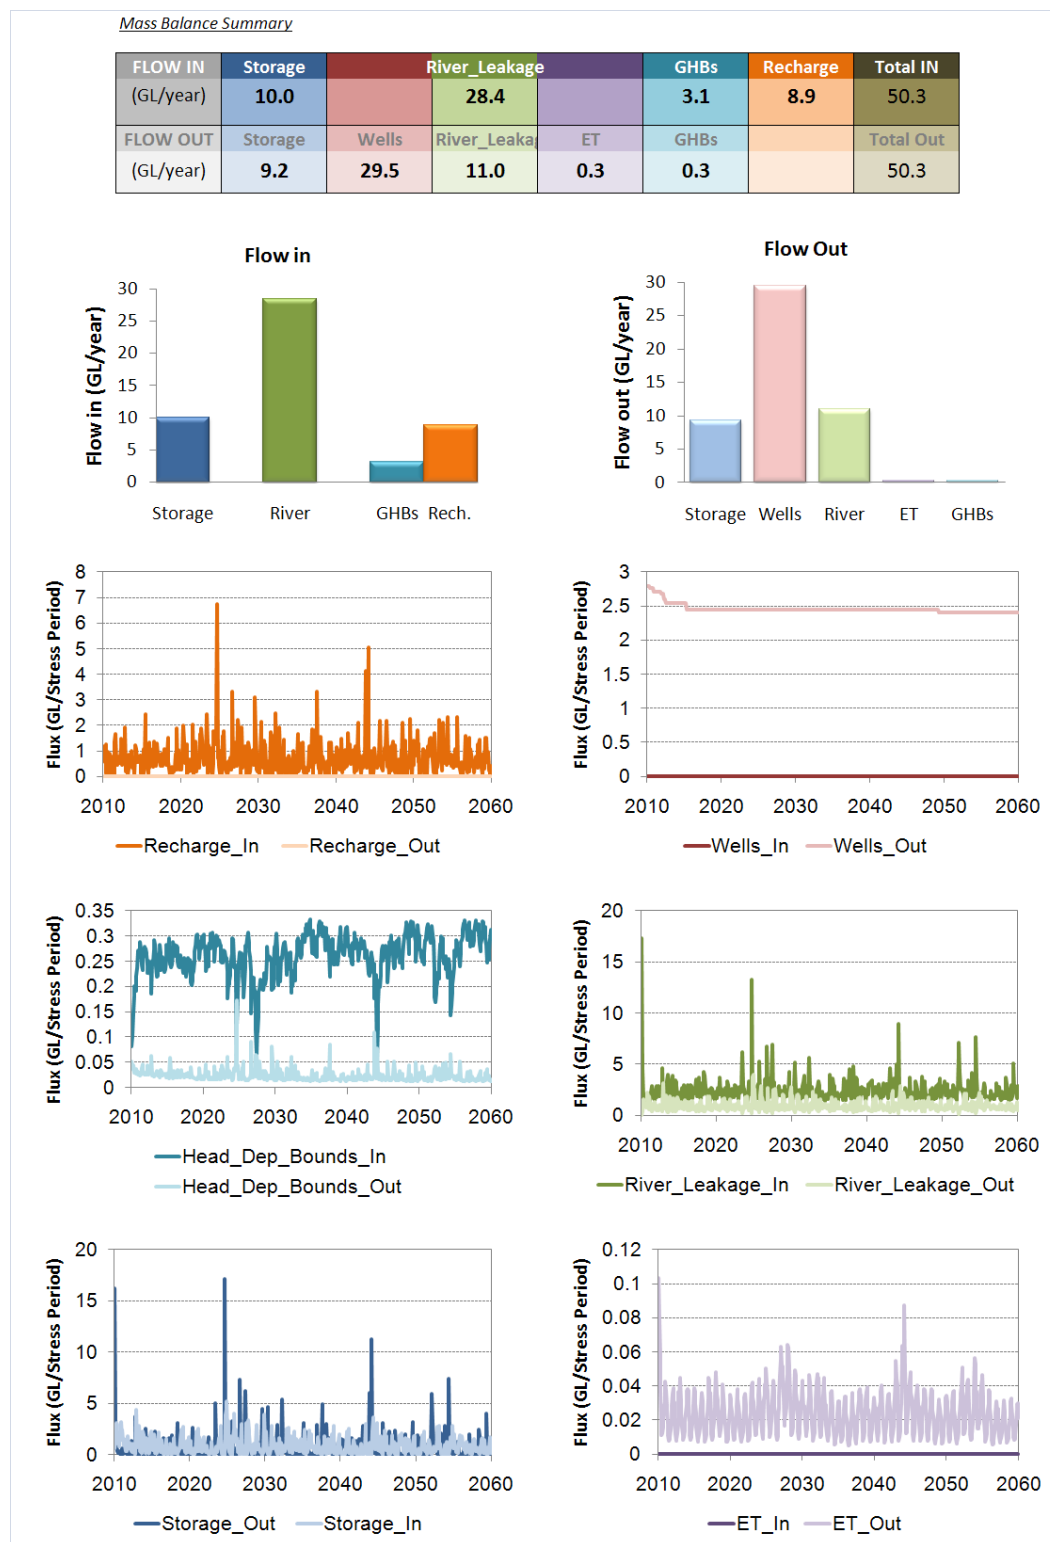 Mass Balance Summary
FLOW IN Storage River_Leakage GHBs Recharge Total IN
(GL/year) 10.0 28.4 3.1 8.9 50.3
FLOW OUT Storage Wells River_Leakag ET GHBs Total Out
(GL/year) 9.2 29.5 11.0 0.3 0.3 50.3
Flow in
Flow in (GL/year)
30
25
20
15
10
5
0
Storage River GHBs Rech.
Flow Out
Flow out (GL/year)
30
25
20
15
10
5
0
Storage Wells River ET GHBs
Flux (GL/Stress Period)
8
7
6
5
4
3
2
1
0
2010 2020 2030 2040 2050 2060
Recharge_In Recharge_Out
Flux (GL/Stress Period)
3
2.5
2
1.5
1
0.5
0
2010 2020 2030 2040 2050 2060
Wells_In Wells_Out
Flux (GL/Stress Period)
0.35
0.3
0.25
0.2
0.15
0.1
0.05
0
2010 2020 2030 2040 2050 2060
Head_Dep_Bounds_In
Head_Dep_Bounds_Out
Flux (GL/Stress Period)
20
15
10
5
0
2010 2020 2030 2040 2050 2060
River_Leakage_In River_Leakage_Out
Flux (GL/Stress Period)
20
15
10
5
0
2010 2020 2030 2040 2050 2060
Storage_Out Storage_In
Flux (GL/Stress Period)
0.12
0.1
0.08
0.06
0.04
0.02
0
2010 2020 2030 2040 2050 2060
ET_In ET_Out